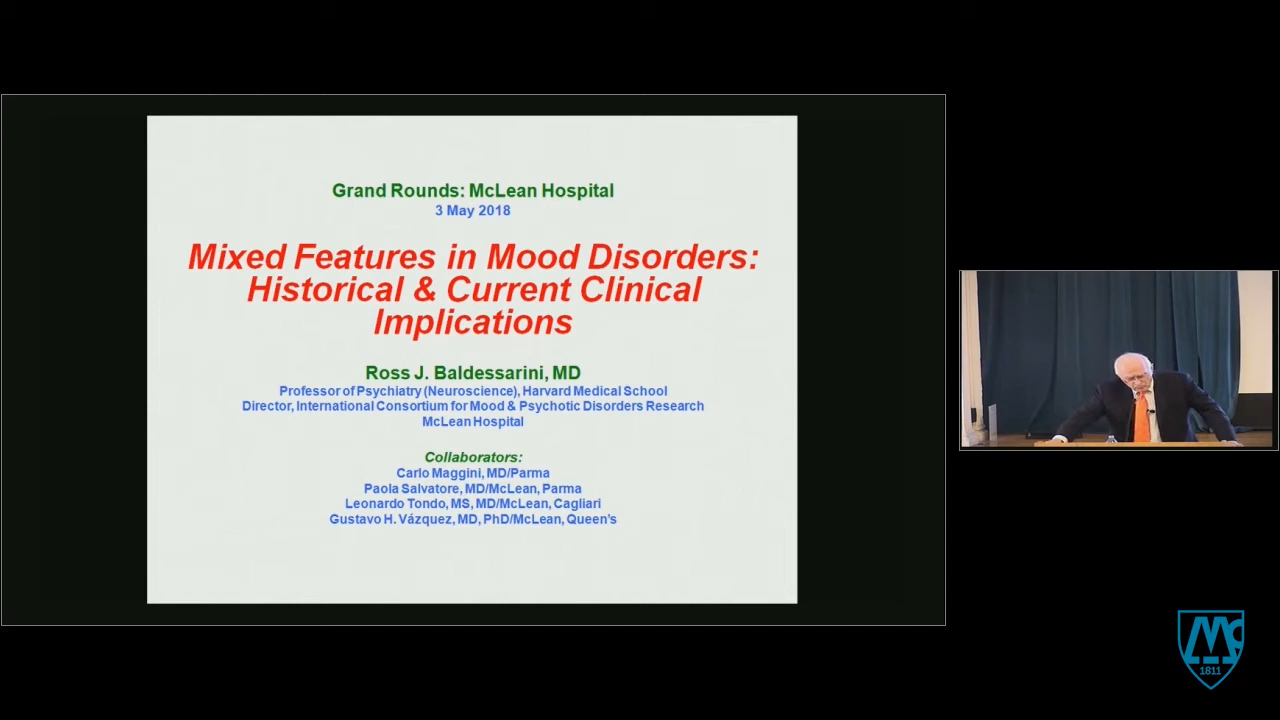 Grand Rounds: McLean Hospital
3 May 2018
Mixed Features in Mood Disorders:
Historical & Current Clinical
Implications
Ross J. Baldessarini, MD
Professor of Psychiatry (Neuroscience), Harvard Medical School
Director, International Consortium for Mood & Psychotic Disorders Research
McLean Hospital
Collaborators:
Carlo Maggini, MD/Parma
Paola Salvatore, MD/McLean, Parma
Leonardo Tondo, MS, MD/McLean, Cagliari
Gustavo H. Vázquez, MD, PhD/McLean, Queen's
Mc
1811